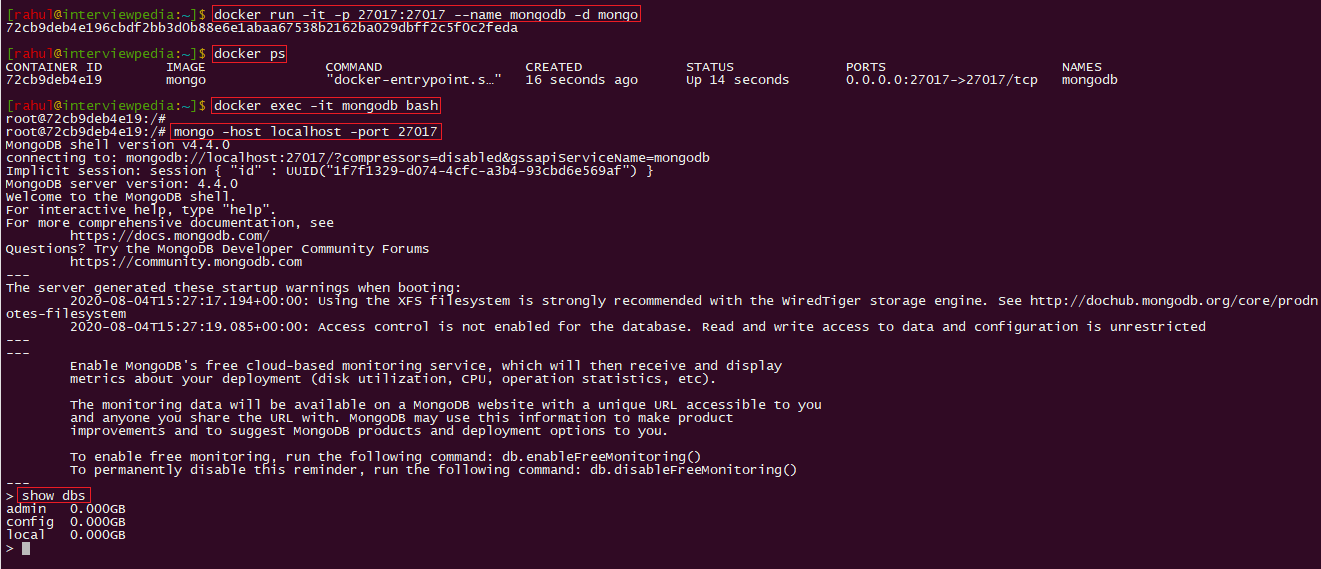 [rahul@interviewpedia:~]$ docker run -it -p 27017:27017 --name mongodb -d mongo
72cb9deb4e196cbdf2bb3d0b88e6e1abaa67538b2162ba029dbff2c5f0c2feda
[rahul@interviewpedia:~]$ docker ps
CONTAINER ID        IMAGE               COMMAND                  CREATED             STATUS              PORTS                      NAMES
72cb9deb4e19        mongo               "docker-entrypoint.s…"   16 seconds ago      Up 14 seconds       0.0.0.0:27017->27017/tcp   mongodb
[rahul@interviewpedia:~]$ docker exec -it mongodb bash
root@72cb9deb4e19:/#
root@72cb9deb4e19:/# mongo -host localhost -port 27017
MongoDB shell version v4.4.0
connecting to: mongodb://localhost:27017/?compressors=disabled&gssapiServiceName=mongodb
Implicit session: session { "id" : UUID("1f7f1329-d074-4cfc-a3b4-93cbd6e569af") }
MongoDB server version: 4.4.0
Welcome to the MongoDB shell.
For interactive help, type "help".
For more comprehensive documentation, see
        https://docs.mongodb.com/
Questions? Try the MongoDB Developer Community Forums
        https://community.mongodb.com
---
The server generated these startup warnings when booting:
        2020-08-04T15:27:17.194+00:00: Using the XFS filesystem is strongly recommended with the WiredTiger storage engine. See http://dochub.mongodb.org/core/prodn
otes-filesystem
        2020-08-04T15:27:19.085+00:00: Access control is not enabled for the database. Read and write access to data and configuration is unrestricted
---
---
        Enable MongoDB's free cloud-based monitoring service, which will then receive and display
        metrics about your deployment (disk utilization, CPU, operation statistics, etc).
        The monitoring data will be available on a MongoDB website with a unique URL accessible to you
        and anyone you share the URL with. MongoDB may use this information to make product
        improvements and to suggest MongoDB products and deployment options to you.
        To enable free monitoring, run the following command: db.enableFreeMonitoring()
        To permanently disable this reminder, run the following command: db.disableFreeMonitoring()
---
> show dbs
admin   0.000GB
config  0.000GB
local   0.000GB
>